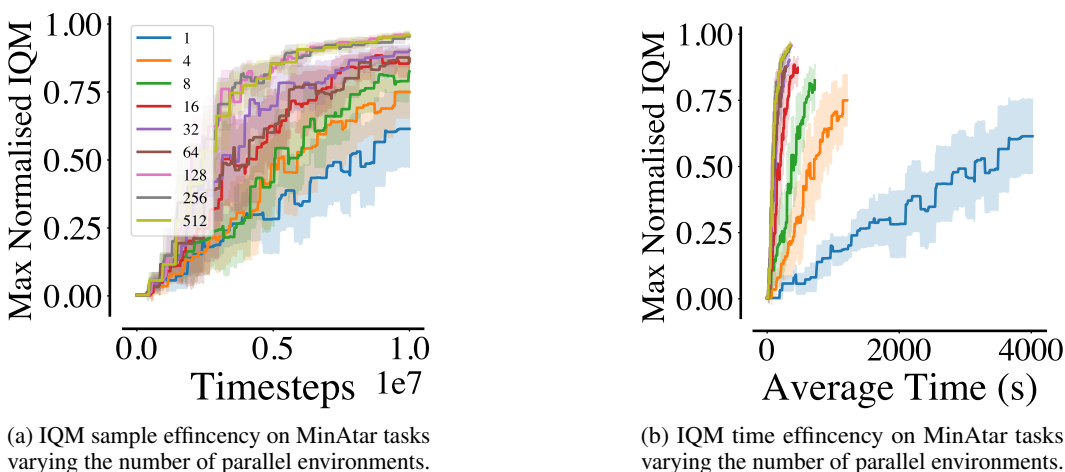 Max Normalised IQM
1.00
0.75
0.50
0.25
0.00
1
4
8
16
32
64
128
256
512
0.0
0.5
1.0
Timesteps
1e7
(a) IQM sample effincency on MinAtar tasks
varying the number of parallel environments.
Max Normalised IQM
1.00
0.75
0.50
0.25
0.00
0
2000
4000
Average Time (s)
(b) IQM time effincency on MinAtar tasks
varying the number of parallel environments.